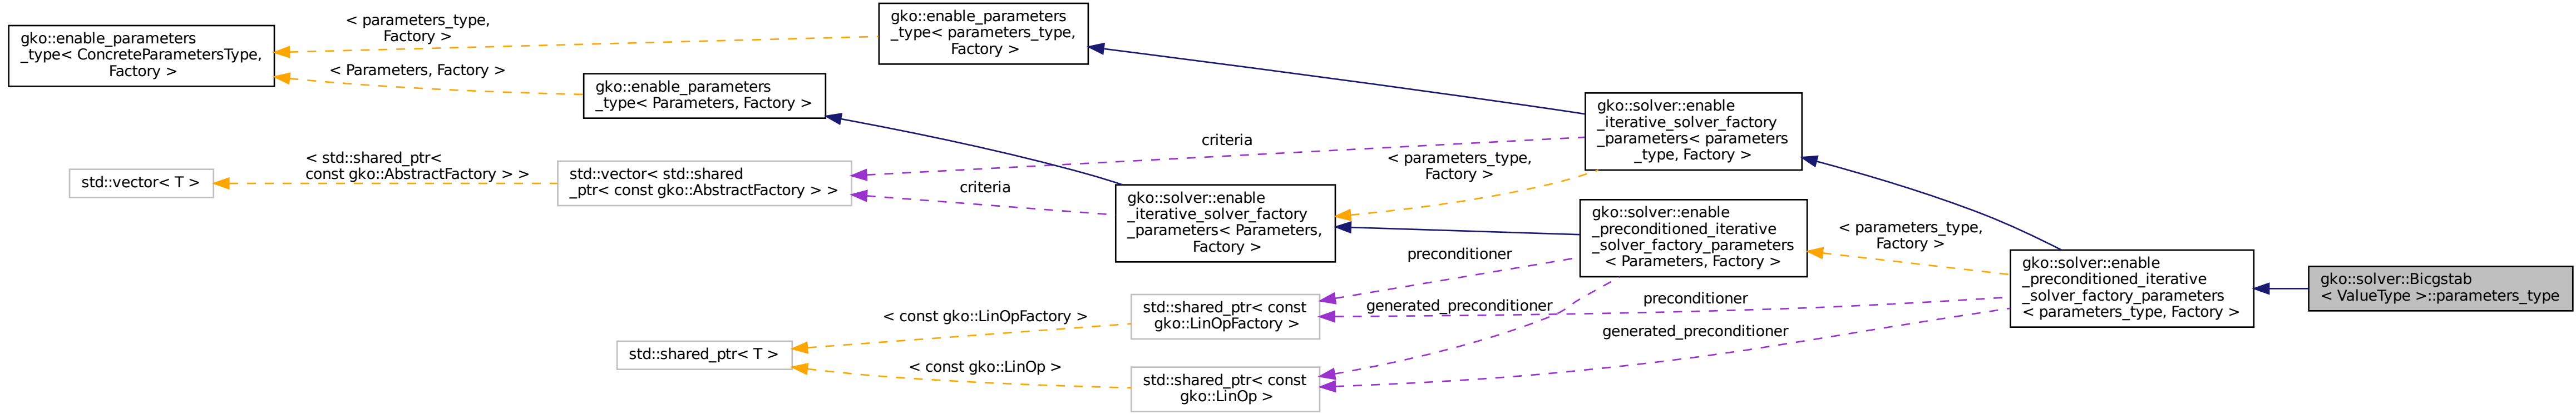 gko::enable_parameters
_type< ConcreteParametersType,
Factory >
< parameters_type,
Factory >
< Parameters, Factory >
gko::enable_parameters
_type< parameters_type,
Factory >
gko::enable_parameters
_type< Parameters, Factory >
std::vector< T >
< std::shared_ptr<
const gko::AbstractFactory > >
std::vector< std::shared
_ptr< const gko::AbstractFactory > >
criteria
criteria
gko::solver::enable
_iterative_solver_factory
_parameters< parameters
_type, Factory >
< parameters_type,
Factory >
gko::solver::enable
_iterative_solver_factory
_parameters< Parameters,
Factory >
gko::solver::enable
_preconditioned_iterative
_solver_factory_parameters
< Parameters, Factory >
< parameters_type,
Factory >
gko::solver::enable
_preconditioned_iterative
_solver_factory_parameters
< parameters_type, Factory >
gko::solver::Bicgstab
< ValueType >::parameters_type
preconditioner
generated_preconditioner
preconditioner
generated_preconditioner
std::shared_ptr< const
gko::LinOpFactory >
< const gko::LinOpFactory >
std::shared_ptr< T >
< const gko::LinOp >
std::shared_ptr< const
gko::LinOp >